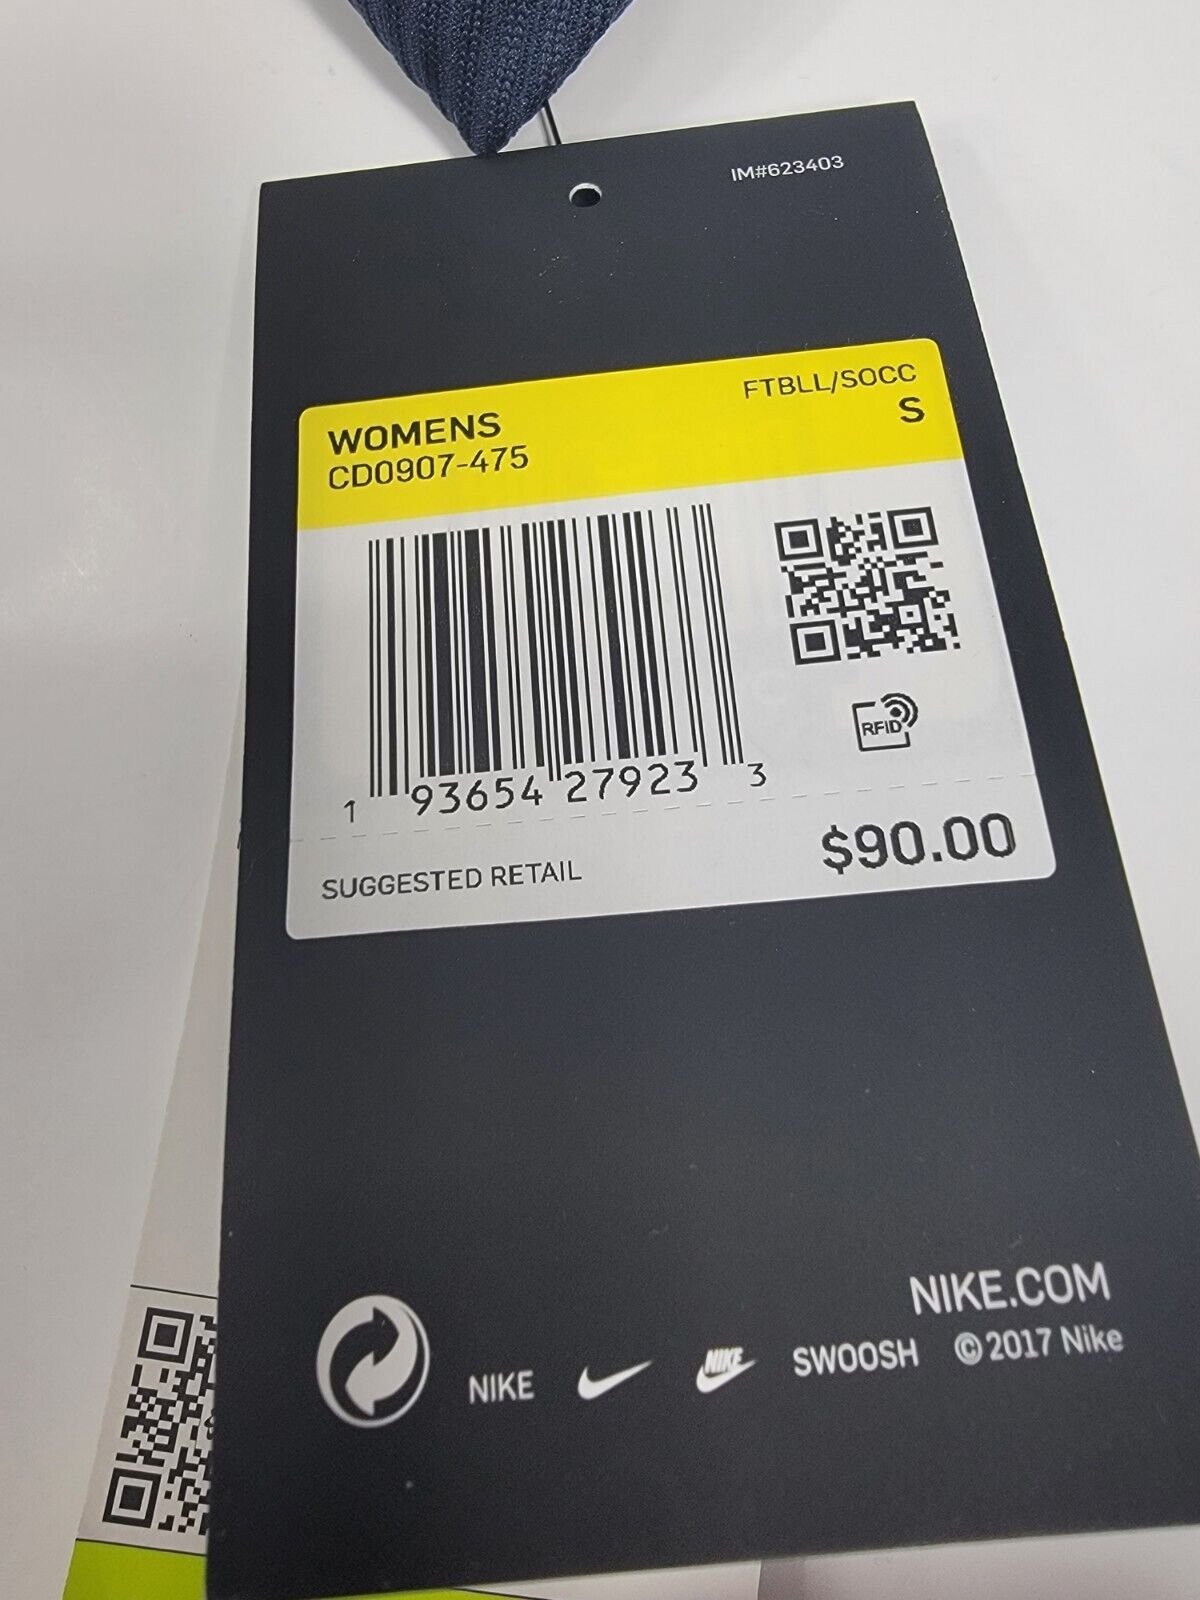 IM#623403
FTBLL/SOCC
WOMENS
S
CD0907-475
RFID
1 93654 27923 3
SUGGESTED RETAIL $90.00
NIKE.COM
NIKE NIKE SWOOSH ©2017 Nike